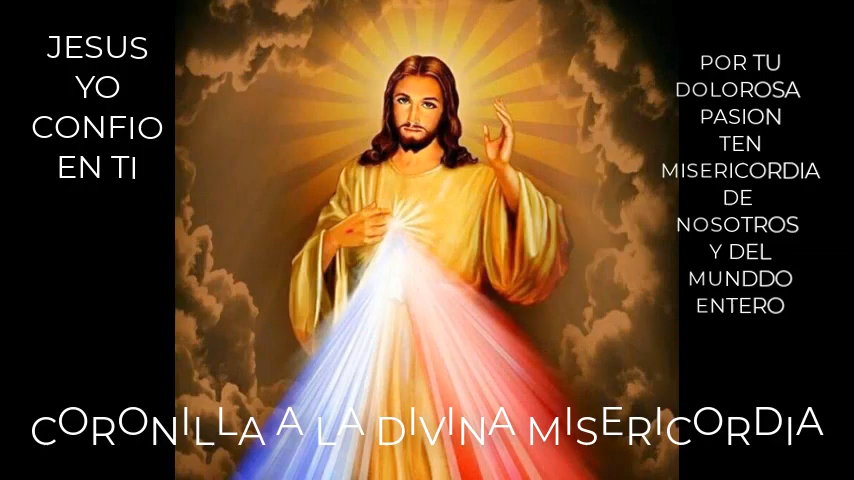 JESUS
YO
CONFIO
EN TI
POR TU
DOLOROSA
PASION
TEN
MISERICORDIA
DE
NOSOTROS
Y DEL
MUNDDO
ENTERO
CORONILLA A LA DIVINA MISERICORDIA